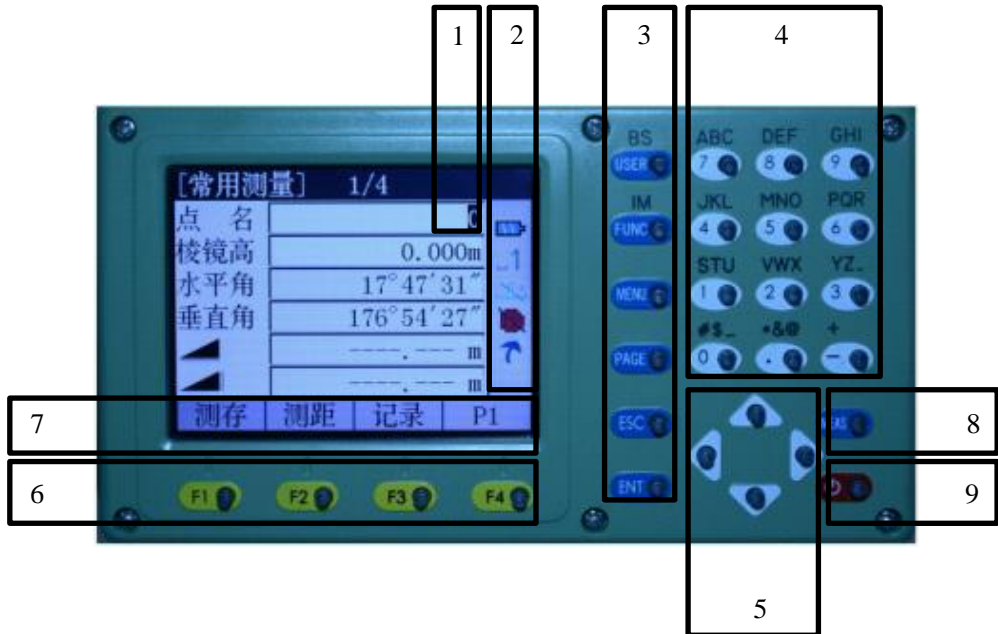 1
2
3
4
BS
ABC
DEF
GHI
USER
7
8
9
[常用测量] 1/4
点 名
棱镜高 0.000m
水平角 17°47′31″
垂直角 176°54′27″
----.--- m
----.--- m
测存 测距 记录 P1
IM
JKL
MNO
PQR
FUNC
4
5
6
STU
VWX
YZ_
MENU
1
2
3
#$_
*&@
+
PAGE
0
.
-
ESC
ENT
7
8
6
F1
F2
F3
F4
9
5